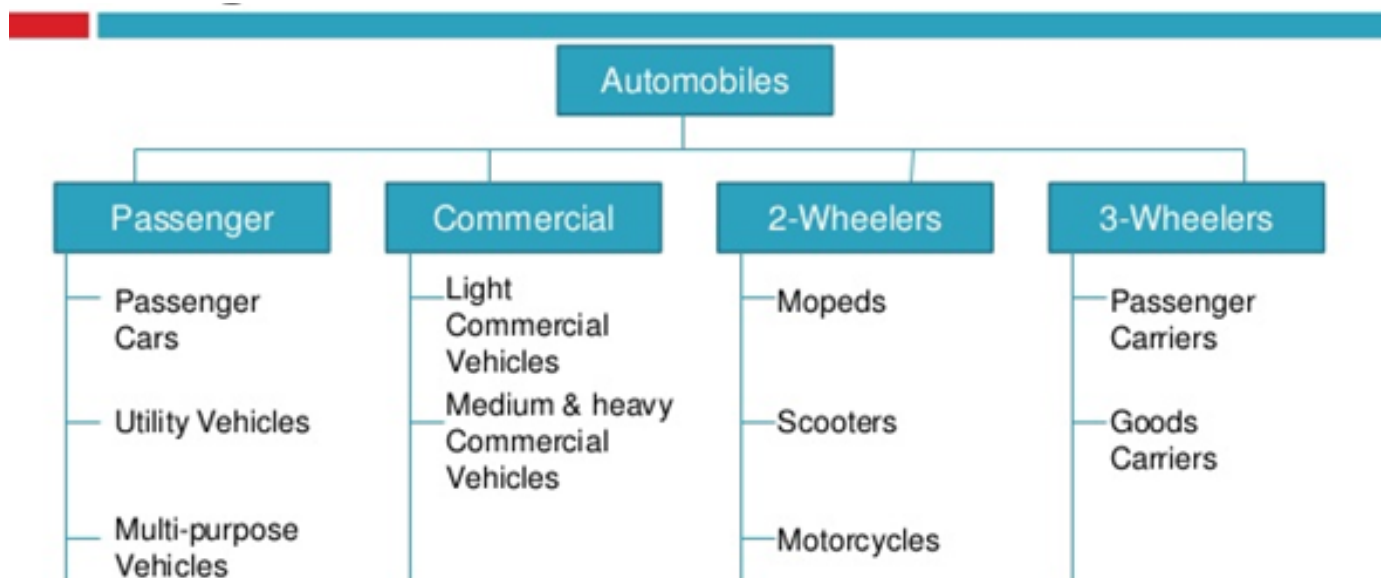 Automobiles
Passenger
Commercial
2-Wheelers
3-Wheelers
Passenger
Cars
Utility Vehicles
Multi-purpose
Vehicles
Light
Commercial
Vehicles
Medium & heavy
Commercial
Vehicles
Mopeds
Scooters
Motorcycles
Passenger
Carriers
Goods
Carriers